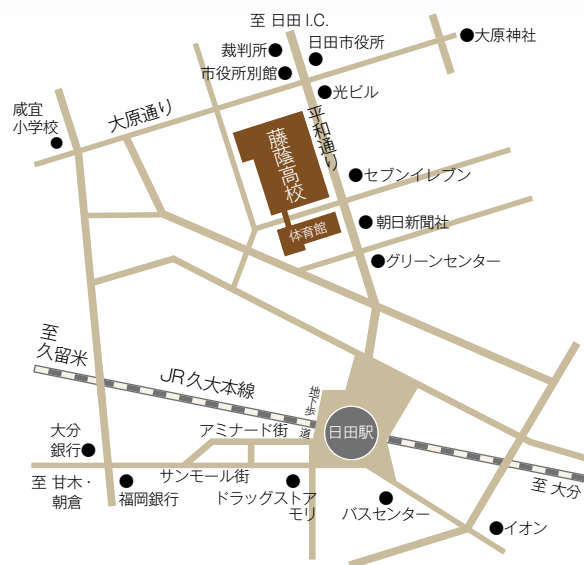 至 日田 I.C.
裁判所
日田市役所
大原神社
市役所別館
光ビル
咸宜
小学校
大原通り
平和通り
藤蔭高校
セブンイレブン
体育館
朝日新聞社
グリーンセンター
至
久留米
JR久大本線
地下歩道
日田駅
アミナード街
大分
銀行
サンモール街
至 甘木・
朝倉
福岡銀行
ドラッグストア
モリ
バスセンター
至 大分
イオン